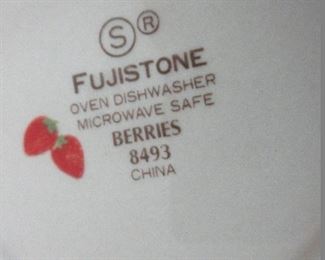 S ®
FUJISTONE
OVEN DISHWASHER
MICROWAVE SAFE
BERRIES
8493
CHINA